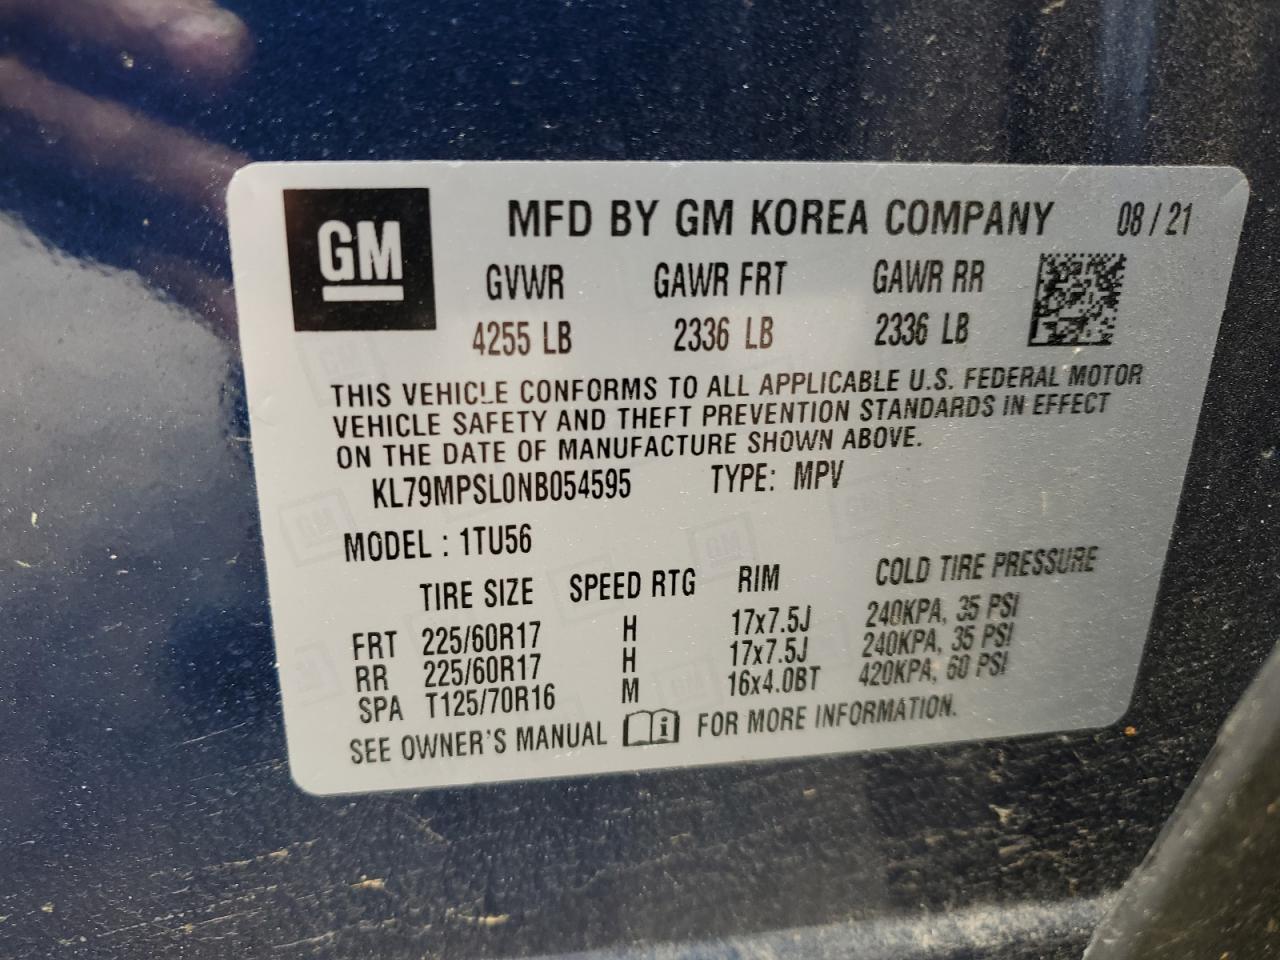 GM
MFD BY GM KOREA COMPANY 08 / 21
GVWR GAWR FRT GAWR RR
4255 LB 2336 LB 2336 LB
THIS VEHICLE CONFORMS TO ALL APPLICABLE U.S. FEDERAL MOTOR
VEHICLE SAFETY AND THEFT PREVENTION STANDARDS IN EFFECT
ON THE DATE OF MANUFACTURE SHOWN ABOVE.
KL79MPSL0NB054595 TYPE: MPV
MODEL : 1TU56
TIRE SIZE SPEED RTG RIM COLD TIRE PRESSURE
FRT 225/60R17 H 17x7.5J 240KPA, 35 PSI
RR 225/60R17 H 17x7.5J 240KPA, 35 PSI
SPA T125/70R16 M 16x4.0BT 420KPA, 60 PSI
SEE OWNER'S MANUAL i FOR MORE INFORMATION.